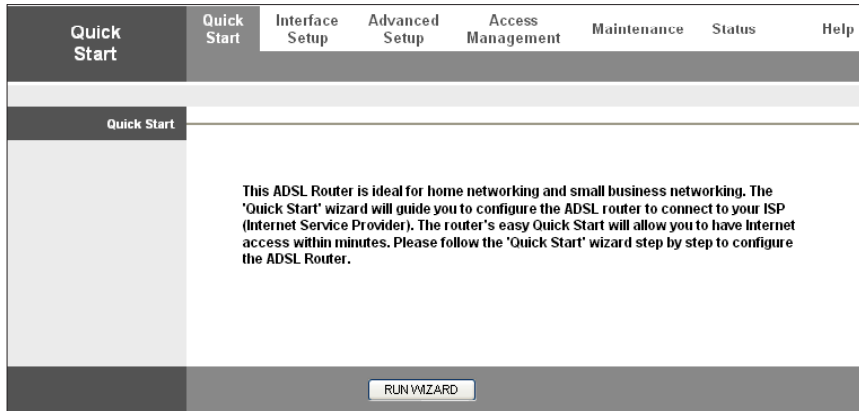 Quick
Start
Quick
Start
Interface
Setup
Advanced
Setup
Access
Management
Maintenance
Status
Help
Quick Start
This ADSL Router is ideal for home networking and small business networking. The
'Quick Start' wizard will guide you to configure the ADSL router to connect to your ISP
(Internet Service Provider). The router's easy Quick Start will allow you to have Internet
access within minutes. Please follow the 'Quick Start' wizard step by step to configure
the ADSL Router.
RUN WIZARD